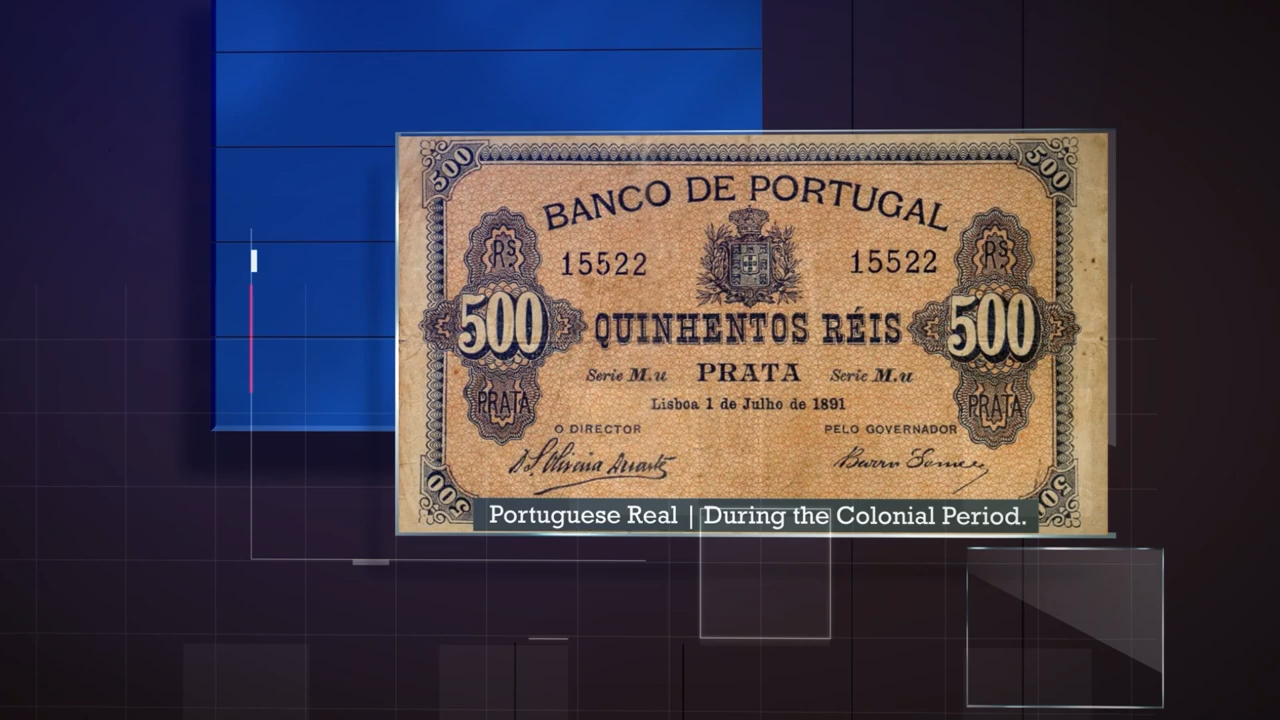 500 500
BANCO DE PORTUGAL
RS RS
15522 15522
500 QUINHENTOS RÉIS 500
Serie M.u PRATA Serie M.u
PRATA PRATA
Lisboa 1 de Julho de 1891
O DIRECTOR PELO GOVERNADOR
500 500
Portuguese Real | During the Colonial Period.